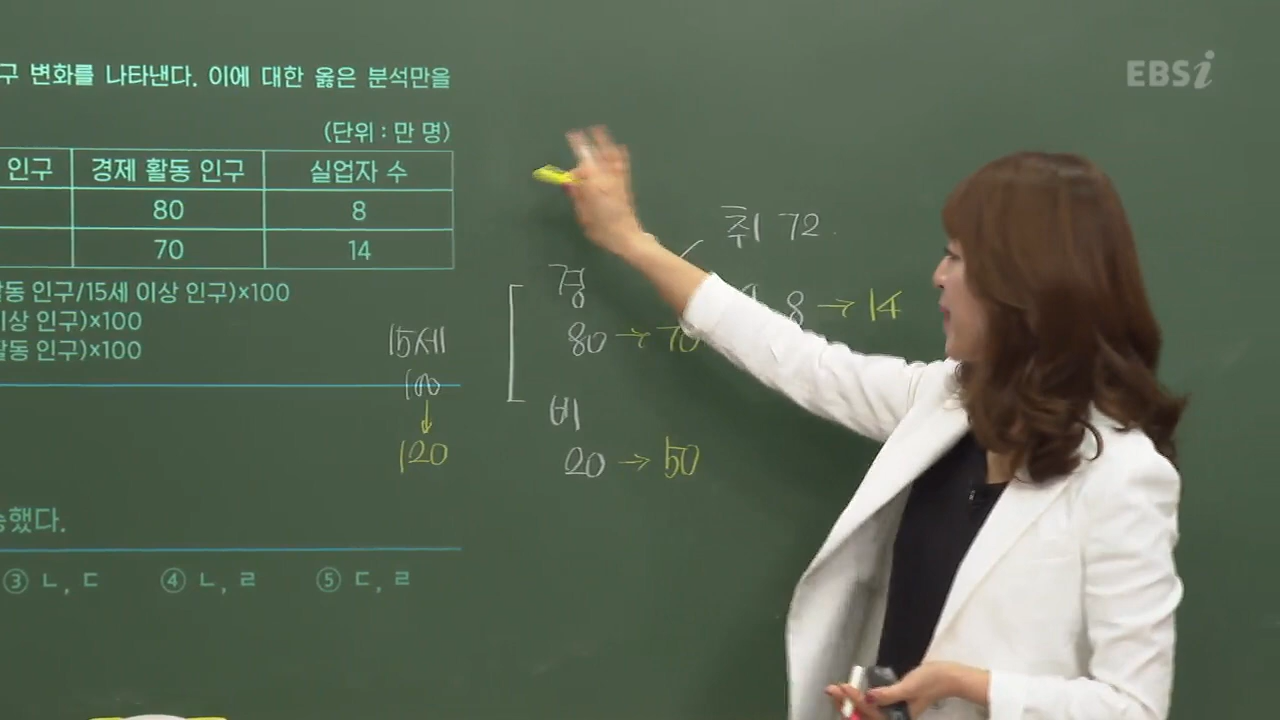 구 변화를 나타낸다. 이에 대한 옳은 분석만을
EBSi
(단위 : 만 명)
인구 경제 활동 인구 실업자 수
80 8
70 14
동 인구/15세 이상 인구)×100
이상 인구)×100
동 인구)×100
취 72
경
8 → 14
15세
80 → 70
100
↓
비
120
20 → 50
했다.
③ ㄴ, ㄷ ④ ㄴ, ㄹ ⑤ ㄷ, ㄹ